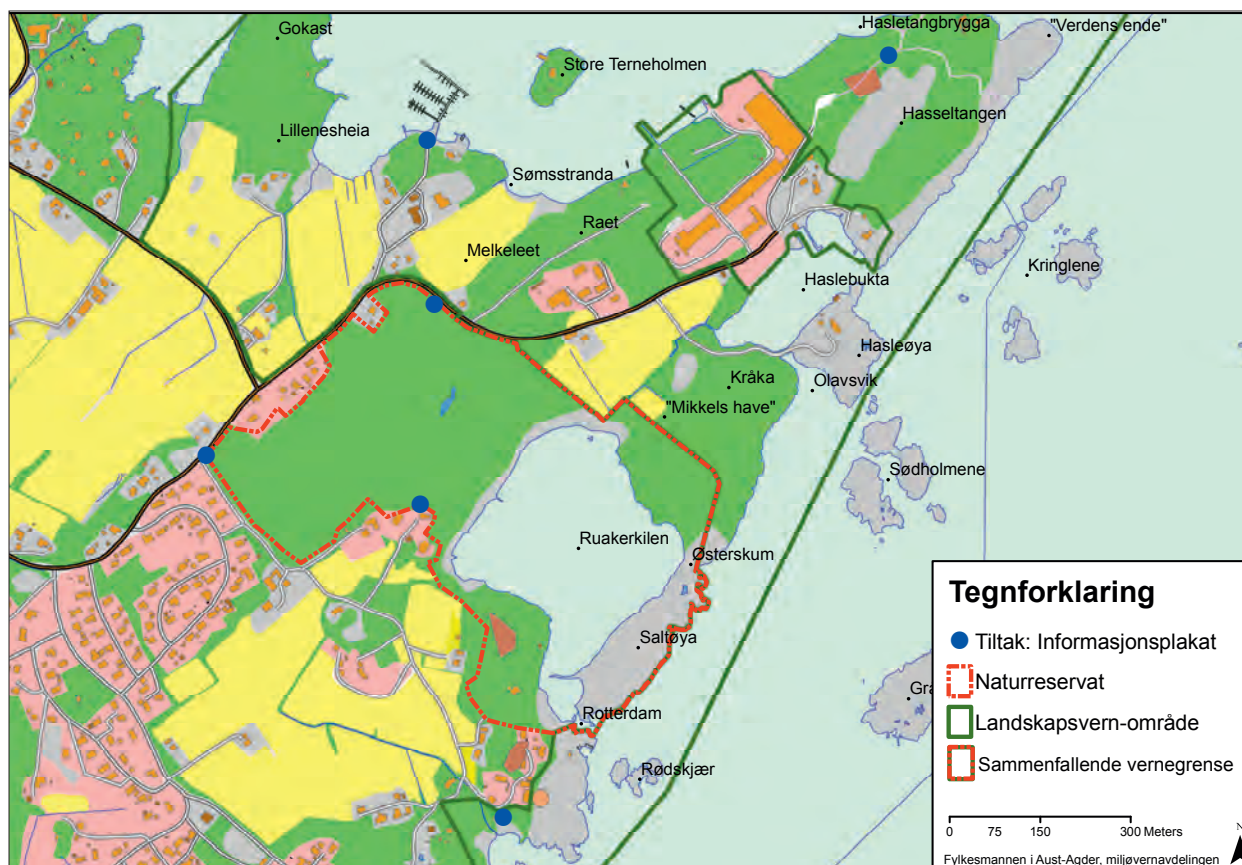 Gokast
Hasletangbrygga
"Verdens ende"
Store Terneholmen
Hasseltangen
Lillenesheia
Sømsstranda
Raet
Melkeleet
Kringlene
Haslebukta
Hasleøya
Kråka
Olavsvik
"Mikkels have"
Sødholmene
Ruakerkilen
Østerskum
Saltøya
Gra
Rotterdam
Rødskjær
Tegnforklaring
Tiltak: Informasjonsplakat
Naturreservat
Landskapsvern-område
Sammenfallende vernegrense
0 75 150 300 Meters
N
Fylkesmannen i Aust-Agder, miljøvernavdelingen